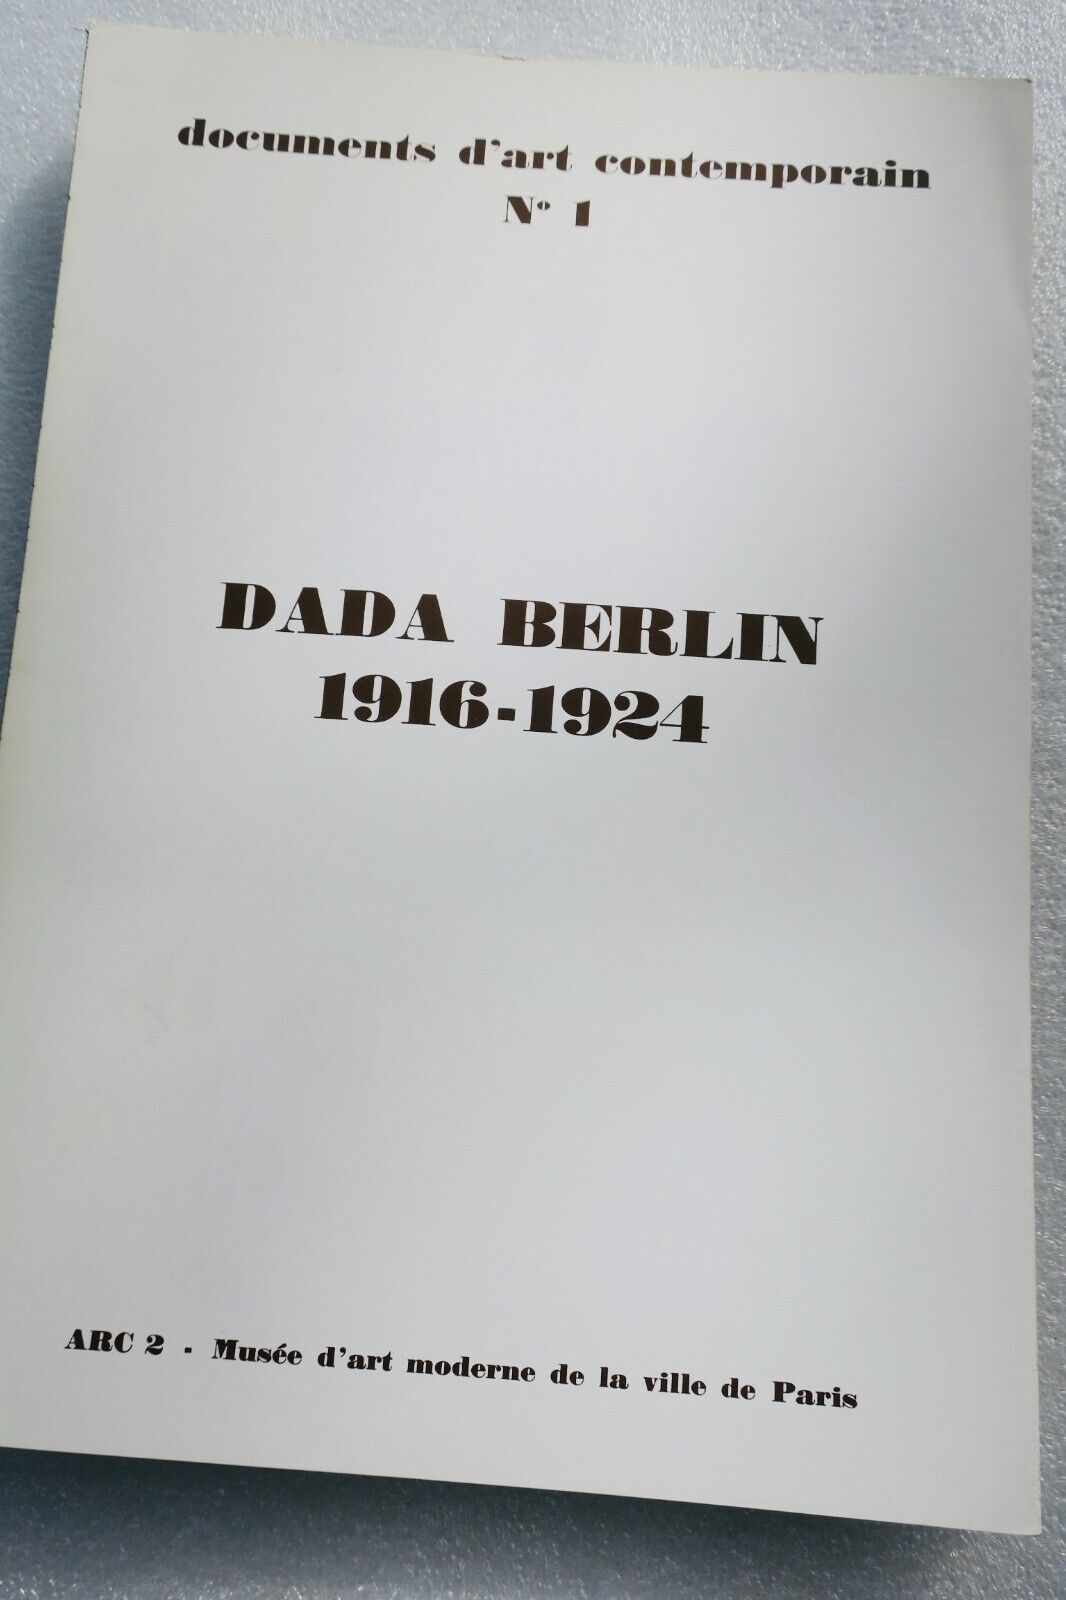 documents d'art contemporain
N° 1
DADA BERLIN
1916-1924
ARC 2 - Musée d'art moderne de la ville de Paris